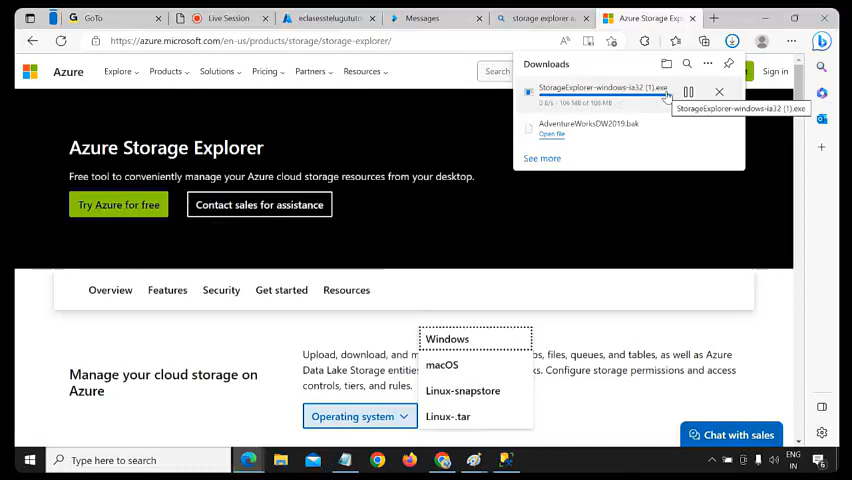 GoTo
Live Session
eclasesstelugututo
Messages
storage explorer a
Azure Storage Exp
https://azure.microsoft.com/en-us/products/storage/storage-explorer/
Azure
Explore
Products
Solutions
Pricing
Partners
Resources
Search
Sign in
Downloads
StorageExplorer-windows-ia32 (1).exe
0 B/s - 106 MB of 106 MB
StorageExplorer-windows-ia32 (1).exe
AdventureWorksDW2019.bak
Open file
See more
Azure Storage Explorer
Free tool to conveniently manage your Azure cloud storage resources from your desktop.
Try Azure for free
Contact sales for assistance
Overview
Features
Security
Get started
Resources
Manage your cloud storage on
Azure
Upload, download, and m
bs, files, queues, and tables, as well as Azure
Data Lake Storage entities
Configure storage permissions and access
controls, tiers, and rules.
Operating system
Windows
macOS
Linux-snapstore
Linux-.tar
Chat with sales
Type here to search
ENG
IN
6